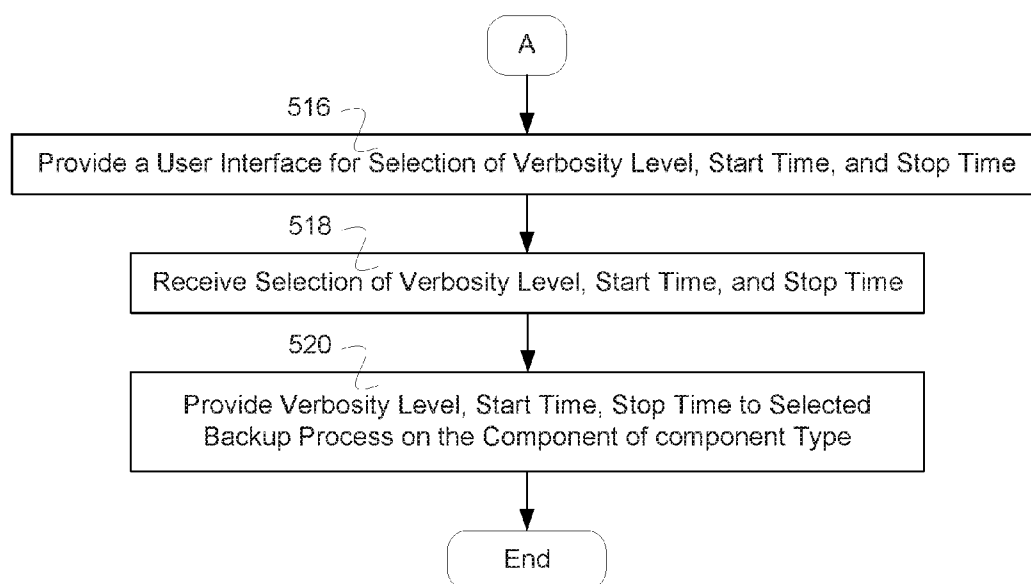 A
516
Provide a User Interface for Selection of Verbosity Level, Start Time, and Stop Time
518
Receive Selection of Verbosity Level, Start Time, and Stop Time
520
Provide Verbosity Level, Start Time, Stop Time to Selected
Backup Process on the Component of component Type
End